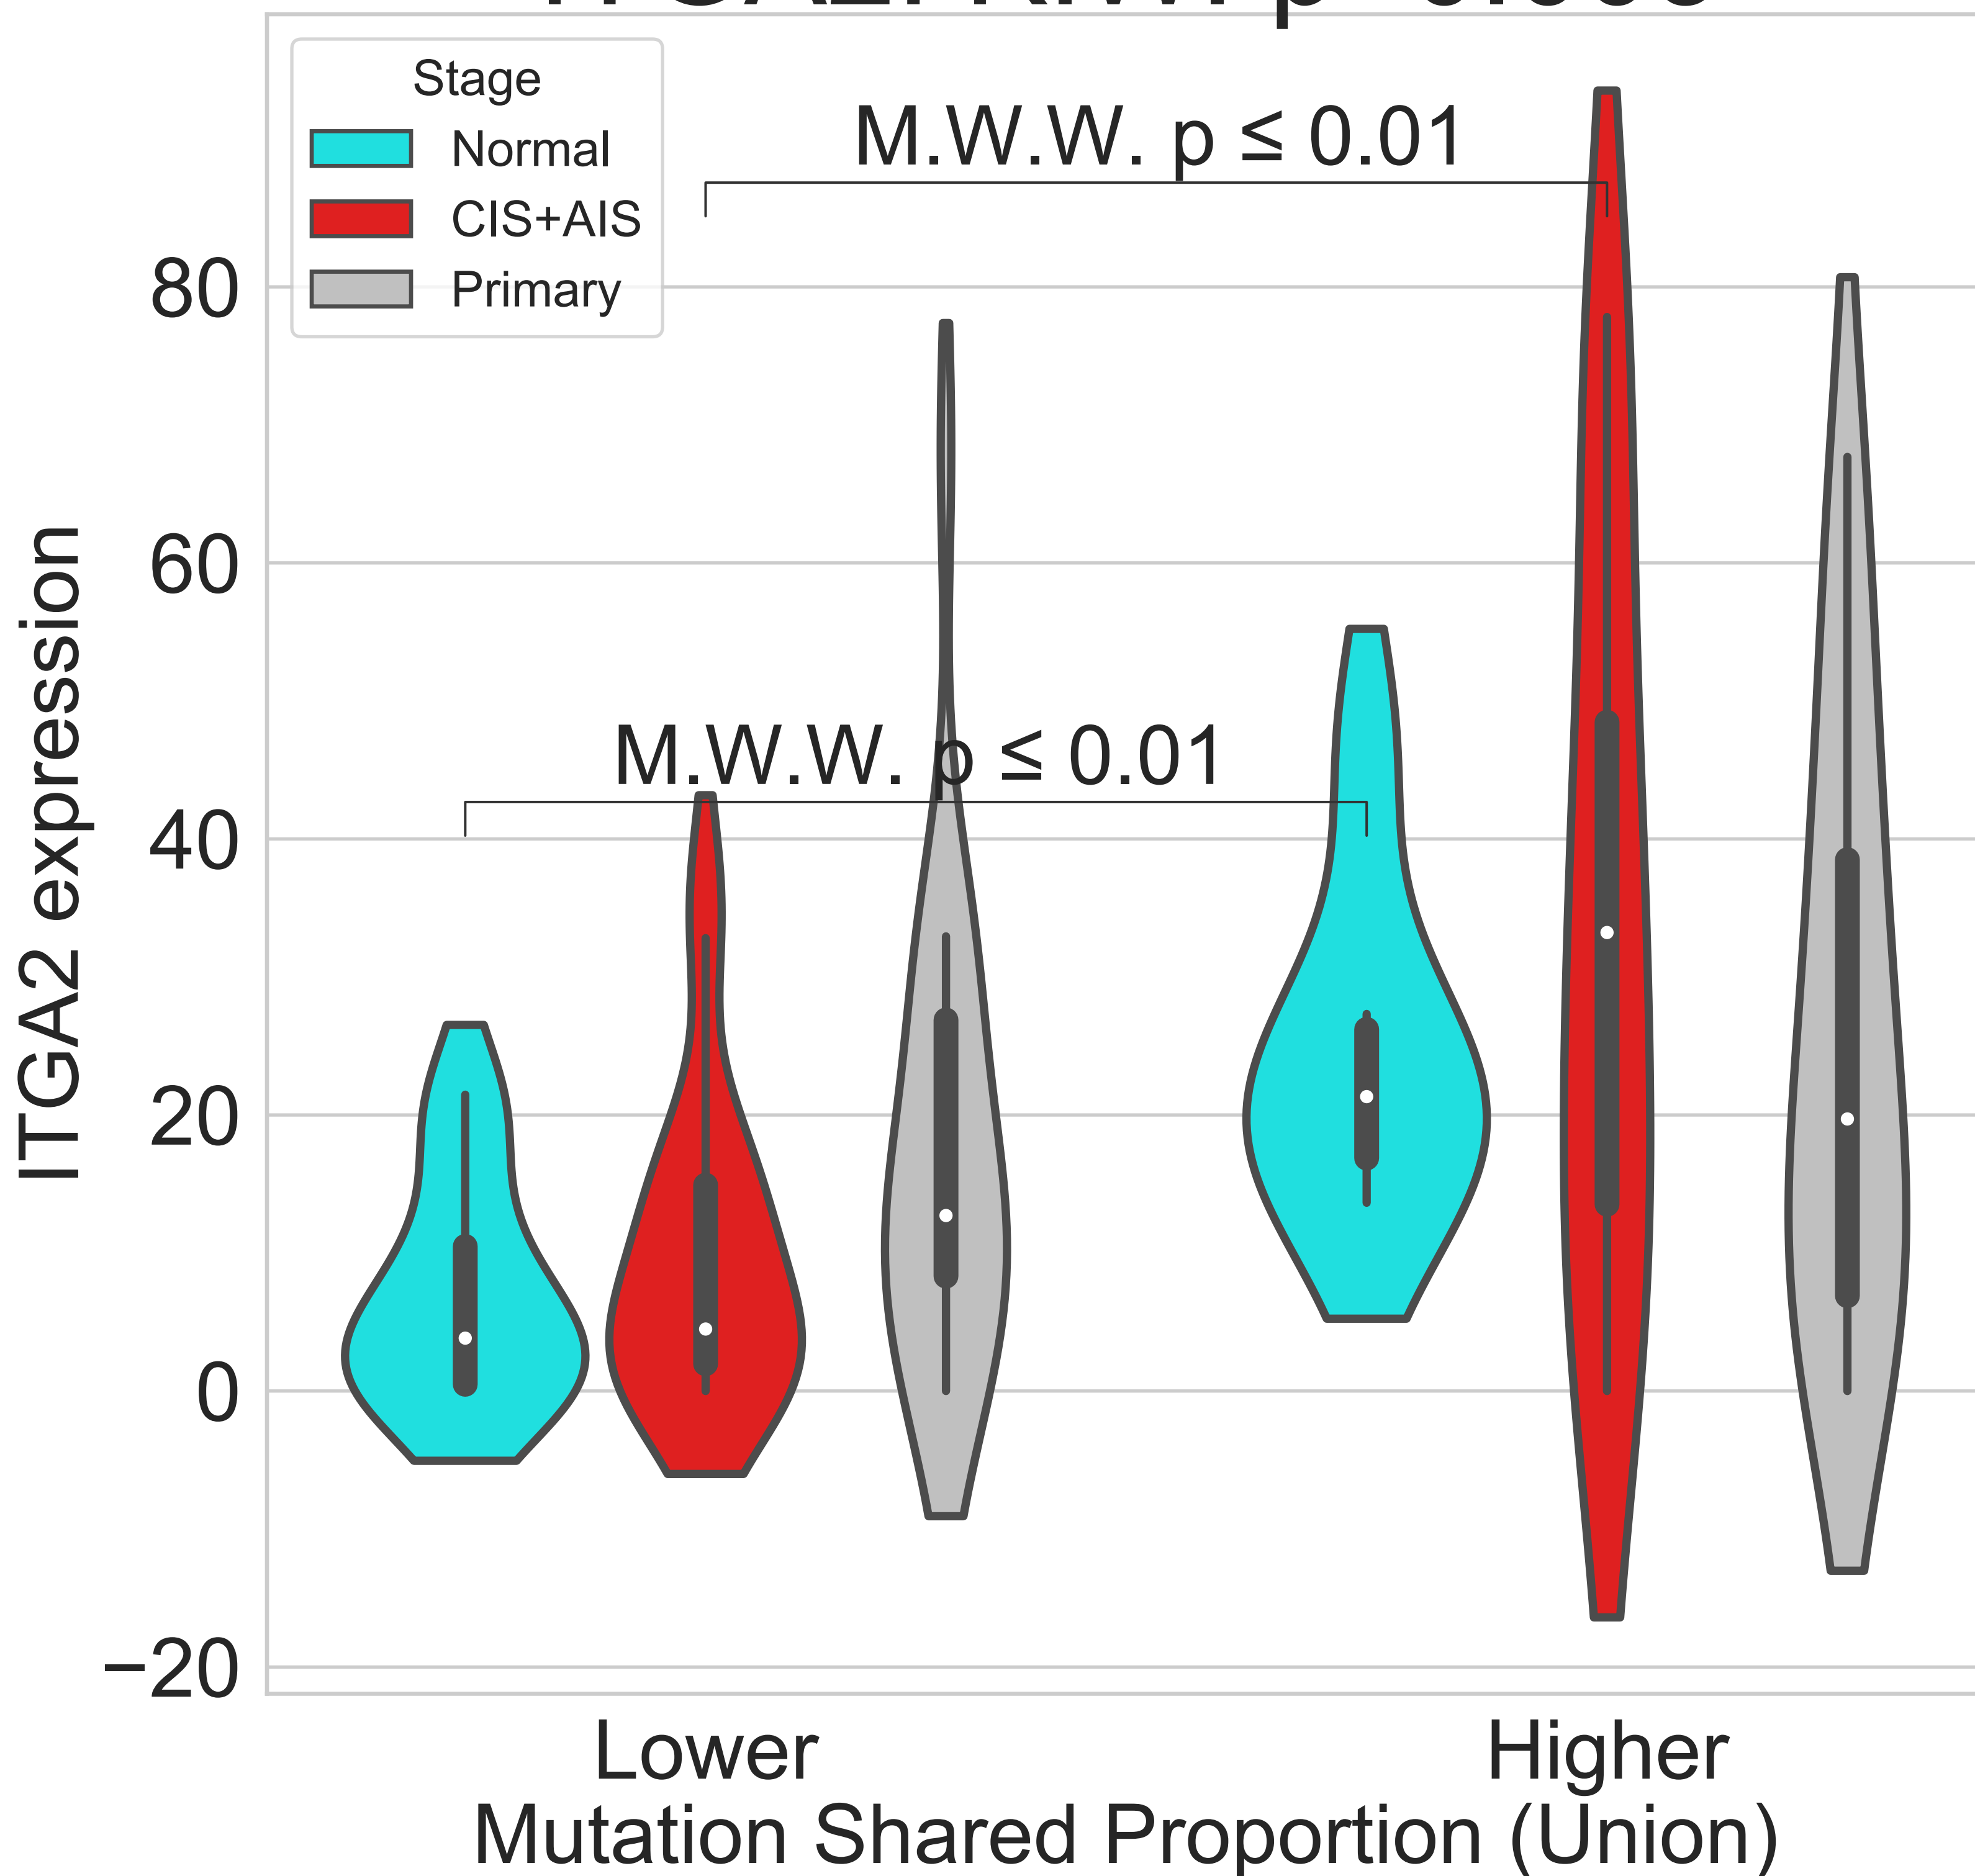 Stage
Normal
CIS+AIS
Primary
M.W.W. p ≤ 0.01
M.W.W. p ≤ 0.01
80
60
40
20
0
−20
ITGA2 expression
Lower
Higher
Mutation Shared Proportion (Union)